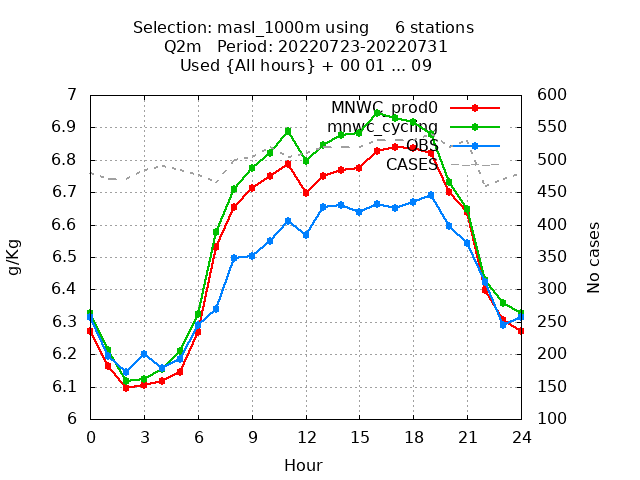 Selection: masl_1000m using     6 stations
Q2m   Period: 20220723-20220731
Used {All hours} + 00 01 ... 09
7
6.9
6.8
6.7
6.6
6.5
6.4
6.3
6.2
6.1
6
600
550
500
450
400
350
300
250
200
150
100
MNWC_prod0
mnwc_cycling
OBS
CASES
g/Kg
No cases
0 3 6 9 12 15 18 21 24
Hour